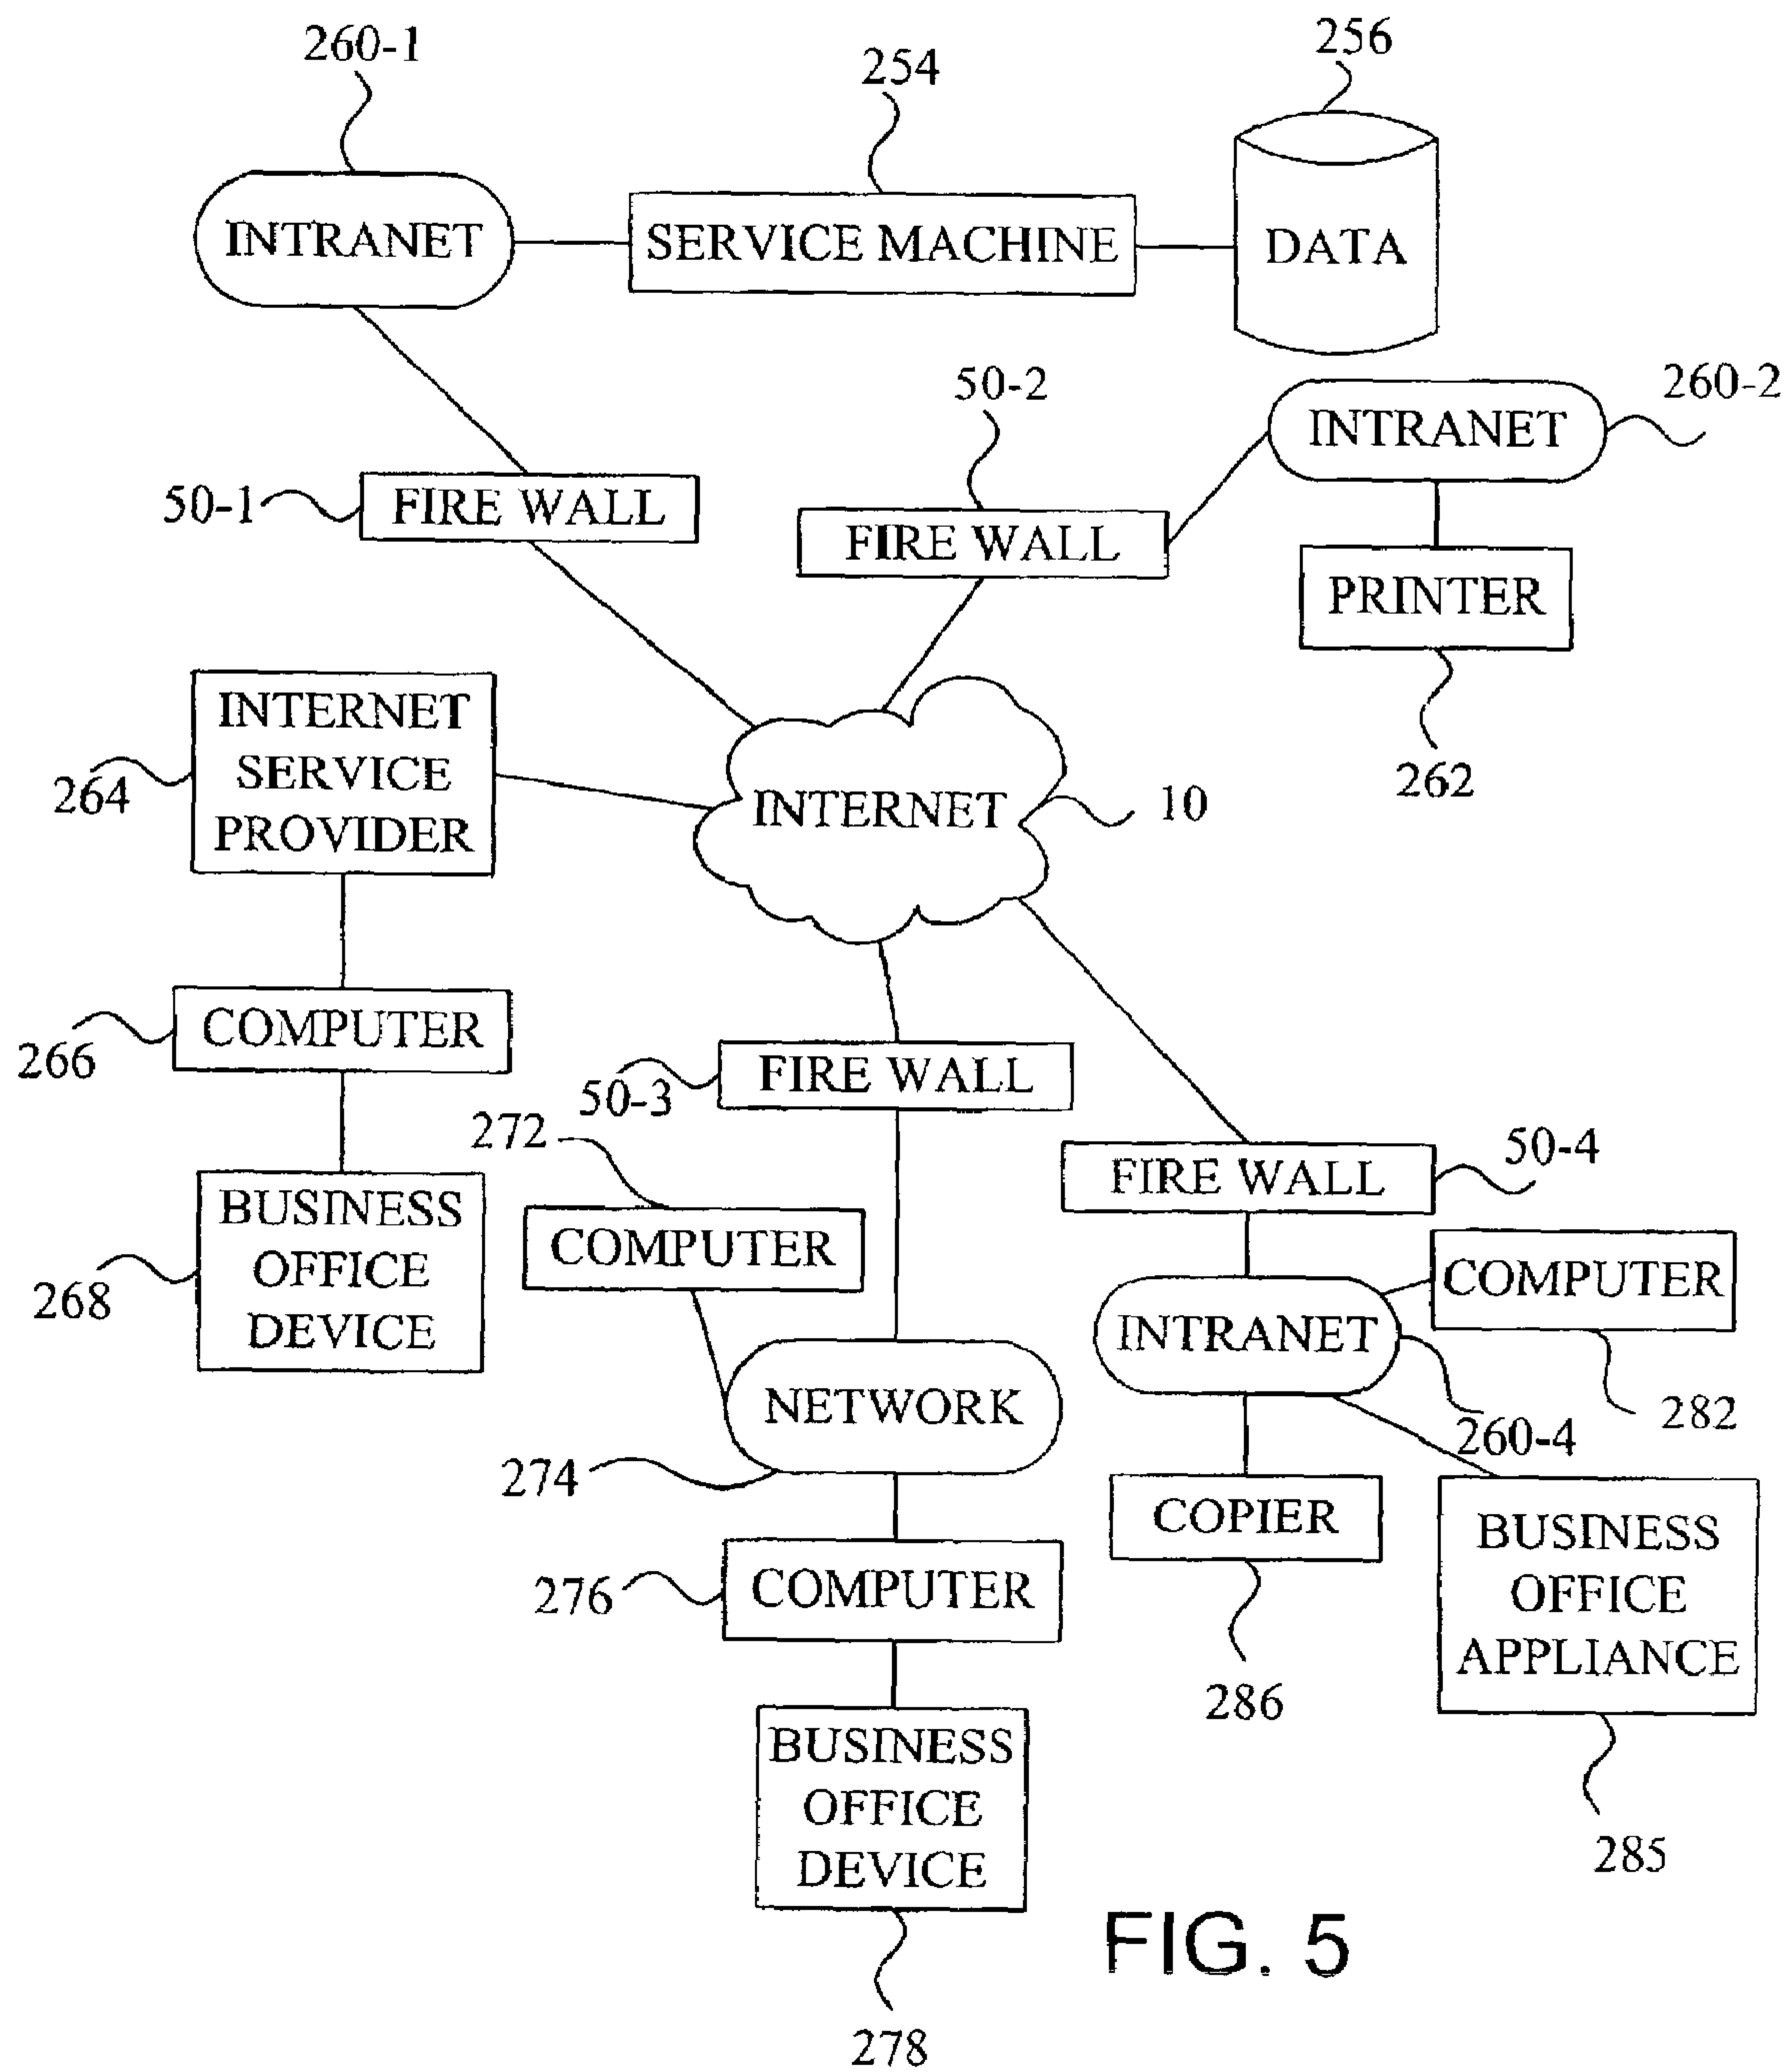 260-1
254
256
INTRANET
SERVICE MACHINE
DATA
50-2
260-2
INTRANET
50-1
FIRE WALL
FIRE WALL
PRINTER
INTERNET
SERVICE
PROVIDER
264
262
INTERNET
10
COMPUTER
266
FIRE WALL
50-3
272
50-4
FIRE WALL
BUSINESS
OFFICE
DEVICE
268
COMPUTER
COMPUTER
INTRANET
NETWORK
282
260-4
274
COPIER
BUSINESS
OFFICE
APPLIANCE
276
COMPUTER
286
BUSINESS
OFFICE
DEVICE
285
FIG. 5
278